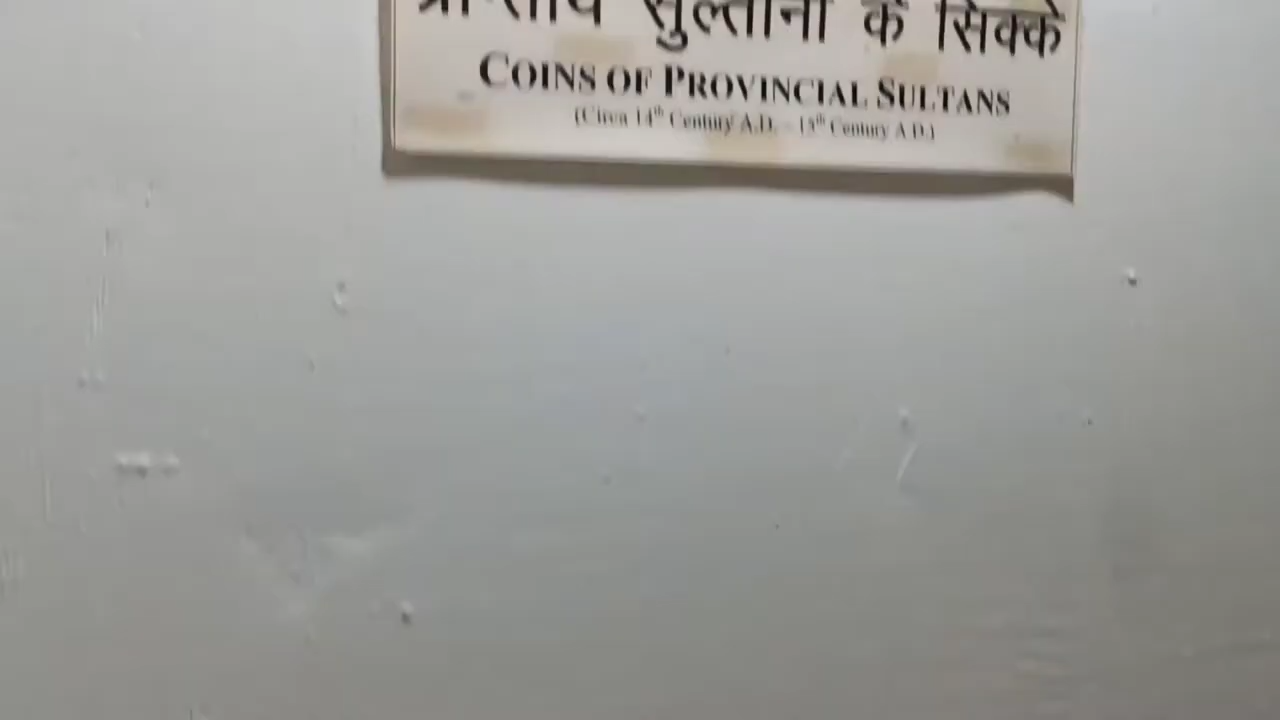 प्रान्तीय सुल्तानों के सिक्के
COINS OF PROVINCIAL SULTANS
(Circa 14th Century A.D. - 15th Century A.D.)